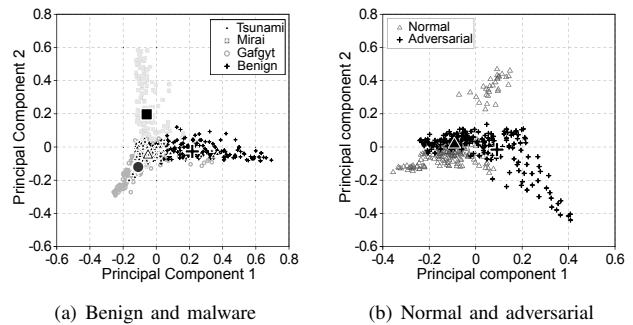 0.8
0.6
0.4
0.2
0
-0.2
-0.4
-0.6
Principal Component 2
-0.6 -0.4 -0.2 0 0.2 0.4 0.6 0.8
Principal Component 1
Tsunami
Mirai
Gafgyt
Benign
(a) Benign and malware
0.8
0.6
0.4
0.2
0
-0.2
-0.4
-0.6
Principal component 2
-0.4 -0.2 0 0.2 0.4 0.6
Principal component 1
Normal
Adversarial
(b) Normal and adversarial